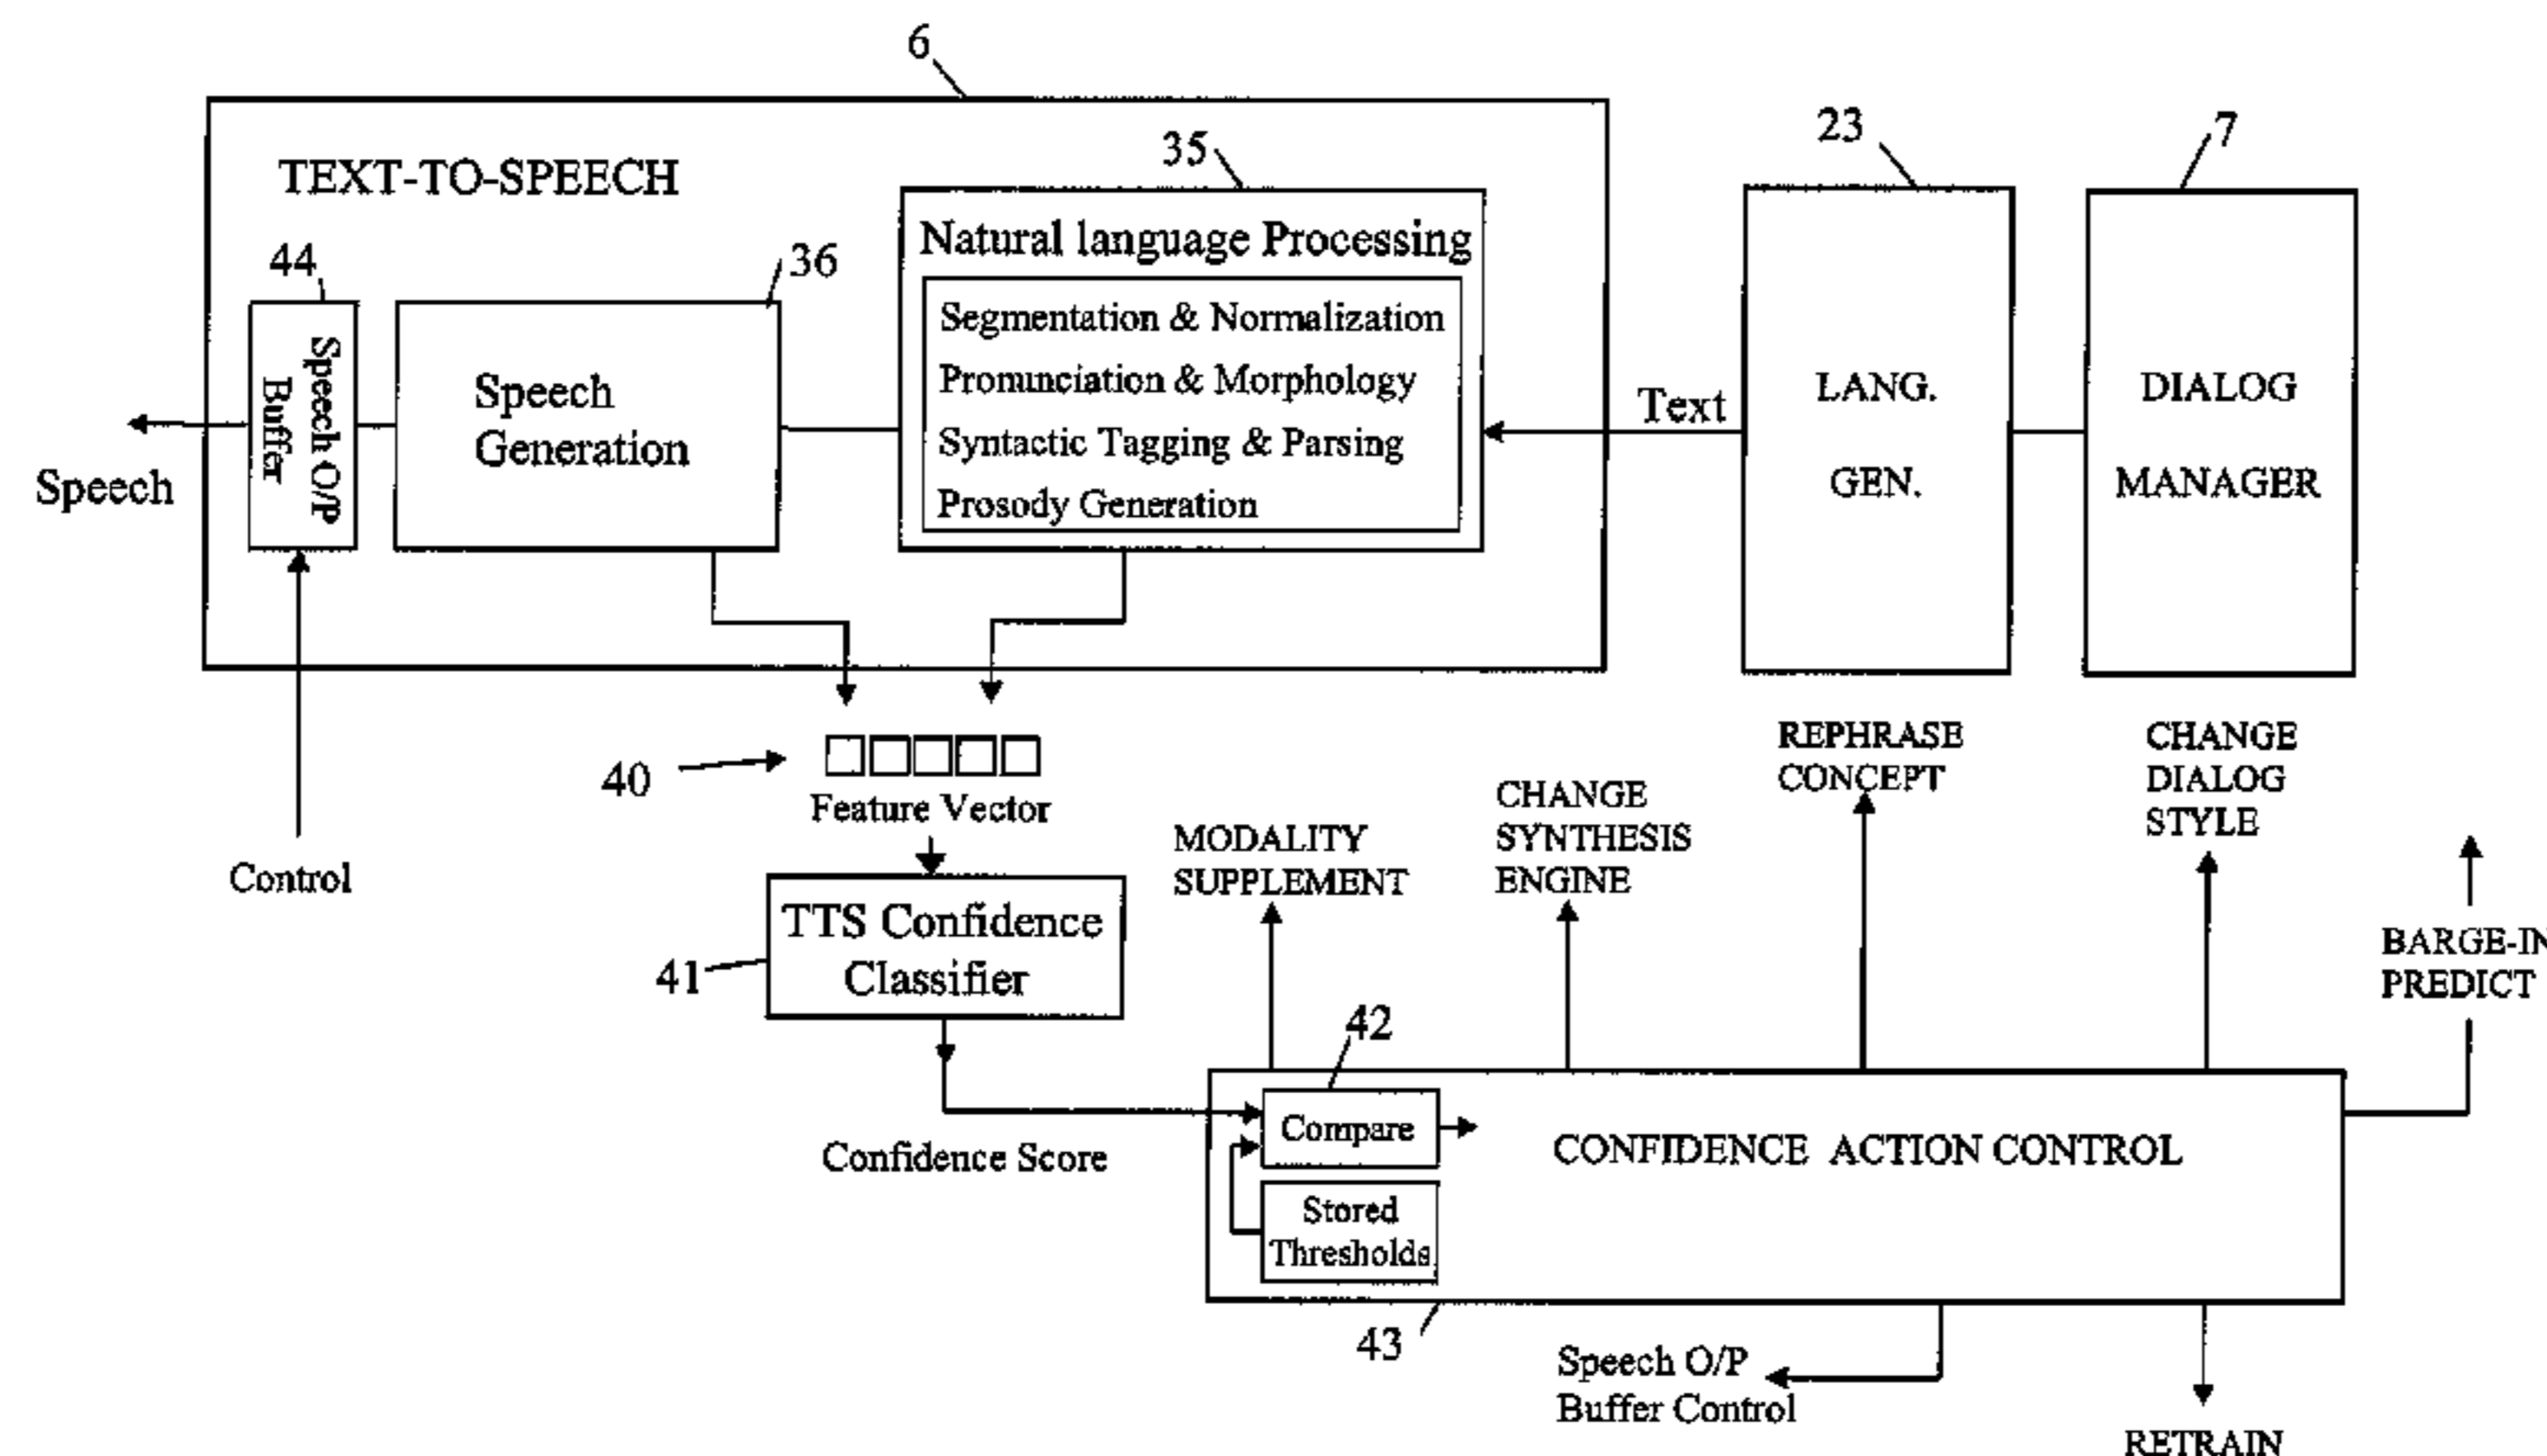 6
TEXT-TO-SPEECH
35
23
7
Natural language Processing
44
36
Segmentation & Normalization
Pronunciation & Morphology
Syntactic Tagging & Parsing
Prosody Generation
Speech O/P
Buffer
Speech
Generation
Text
LANG.
GEN.
DIALOG
MANAGER
Speech
40
Feature Vector
Control
REPHRASE
CONCEPT
CHANGE
DIALOG
STYLE
MODALITY
SUPPLEMENT
CHANGE
SYNTHESIS
ENGINE
BARGE-IN
PREDICT
TTS Confidence
Classifier
41
42
Compare
CONFIDENCE ACTION CONTROL
Confidence Score
Stored
Thresholds
43
Speech O/P
Buffer Control
RETRAIN